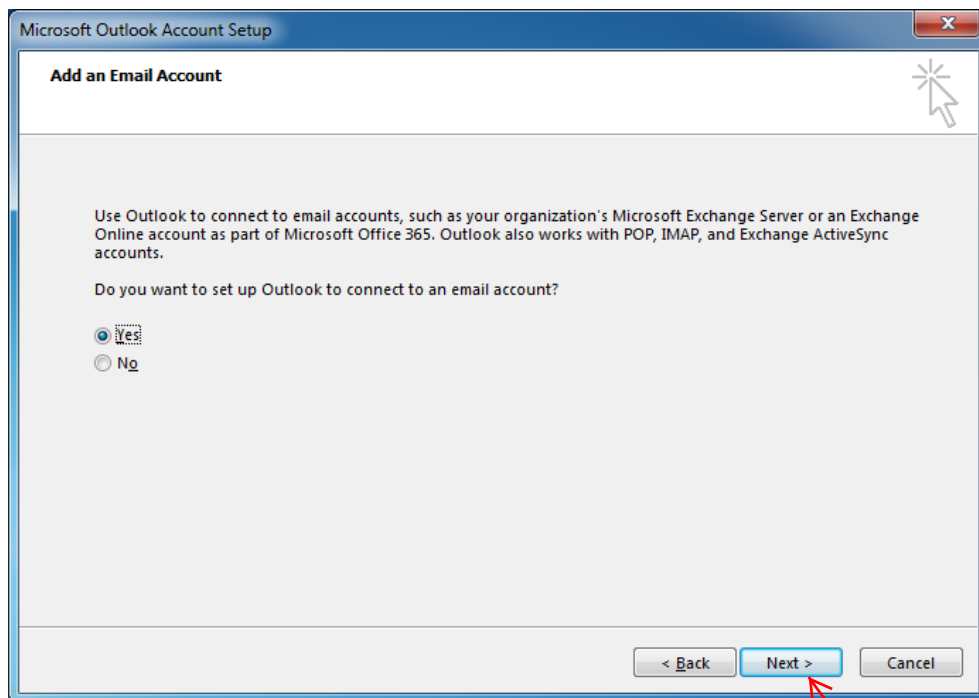 Microsoft Outlook Account Setup
Add an Email Account
Use Outlook to connect to email accounts, such as your organization's Microsoft Exchange Server or an Exchange
Online account as part of Microsoft Office 365. Outlook also works with POP, IMAP, and Exchange ActiveSync
accounts.
Do you want to set up Outlook to connect to an email account?
Yes
No
< Back
Next >
Cancel